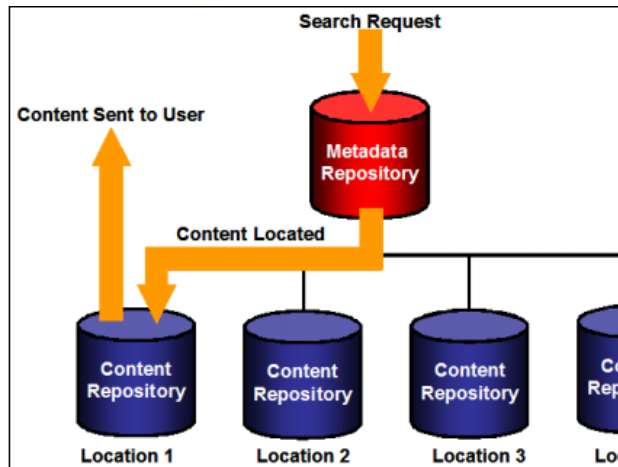 Search Request
Content Sent to User
Metadata
Repository
Content Located
Content
Repository
Content
Repository
Content
Repository
Location 1
Location 2
Location 3